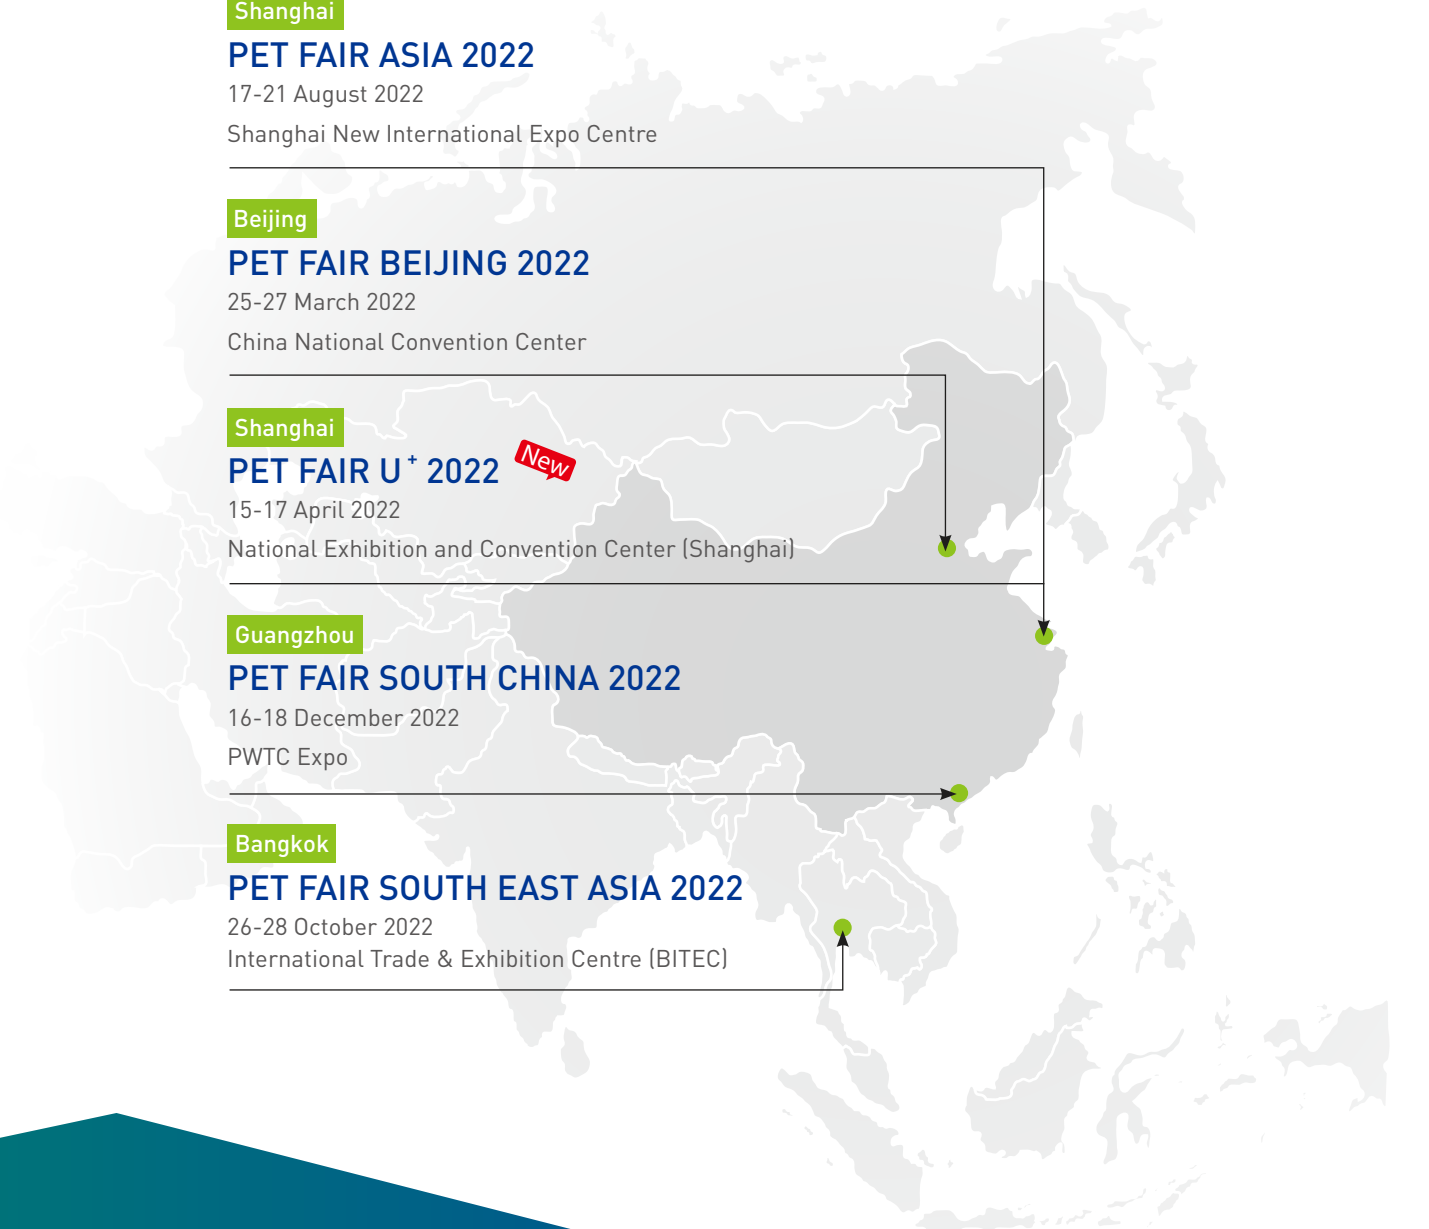 Shanghai
PET FAIR ASIA 2022
17-21 August 2022
Shanghai New International Expo Centre
Beijing
PET FAIR BEIJING 2022
25-27 March 2022
China National Convention Center
Shanghai
PET FAIR U+ 2022 New
15-17 April 2022
National Exhibition and Convention Center (Shanghai)
Guangzhou
PET FAIR SOUTH CHINA 2022
16-18 December 2022
PWTC Expo
Bangkok
PET FAIR SOUTH EAST ASIA 2022
26-28 October 2022
International Trade & Exhibition Centre (BITEC)